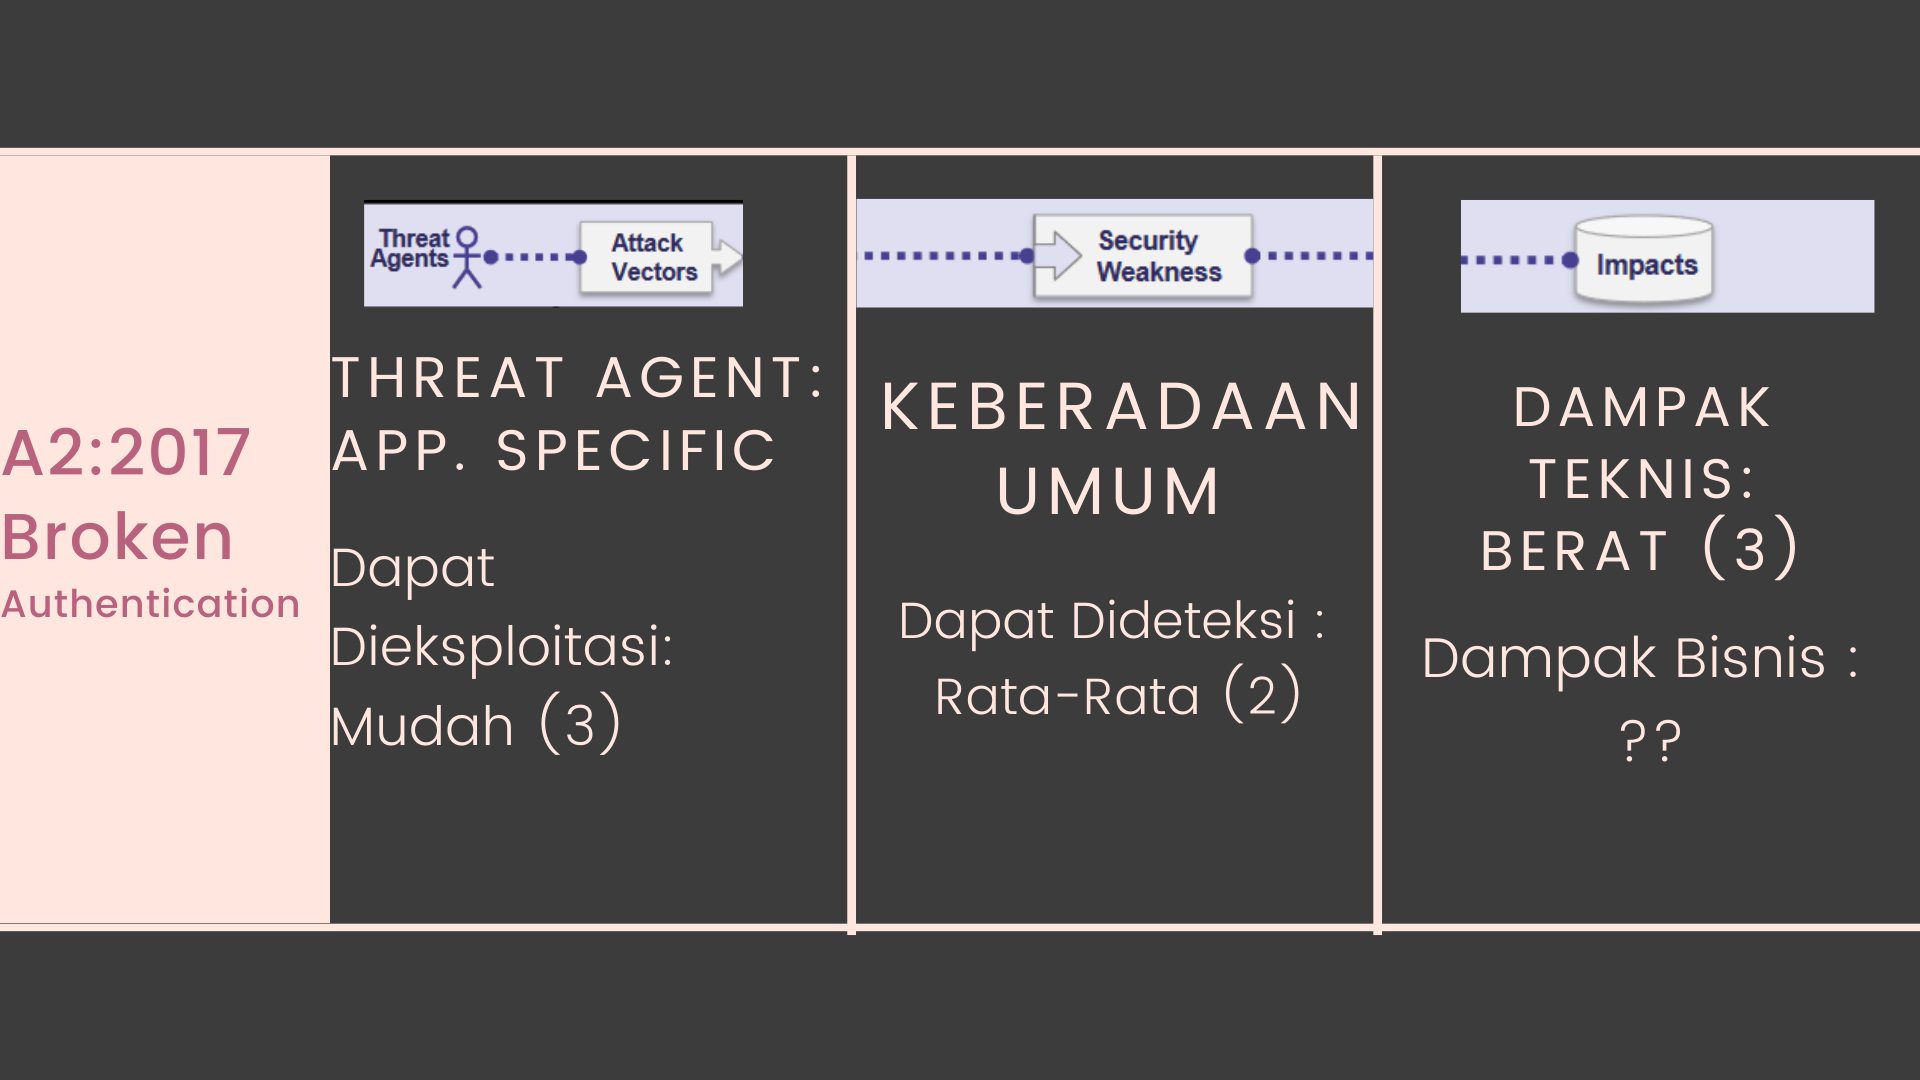 A2:2017
Broken
Authentication
Threat
Agents
Attack
Vectors
THREAT AGENT:
APP. SPECIFIC
Dapat
Dieksploitasi:
Mudah (3)
Security
Weakness
KEBERADAAN
UMUM
Dapat Dideteksi :
Rata-Rata (2)
Impacts
DAMPAK
TEKNIS:
BERAT (3)
Dampak Bisnis :
??